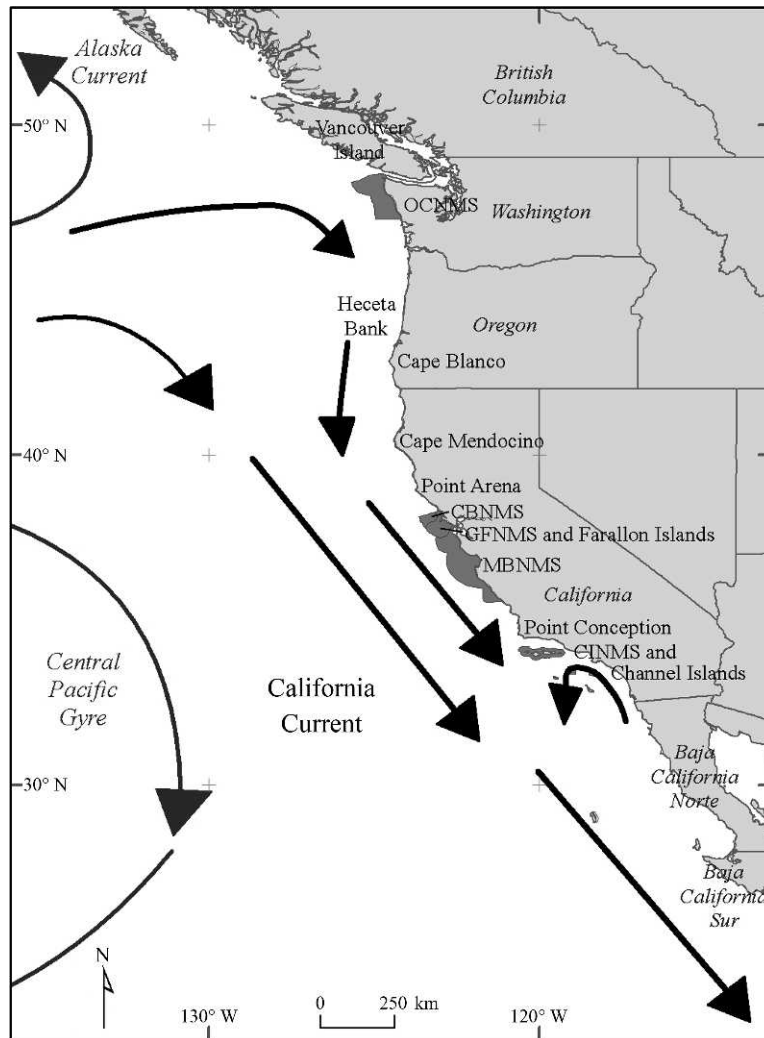 Alaska
Current
British
Columbia
50° N
Vancouver
Island
OCNMS
Washington
Heceta
Bank
Oregon
Cape Blanco
40° N
Cape Mendocino
Point Arena
CBNMS
GFNMS and Farallon Islands
MBNMS
California
Point Conception
CINMS and
Channel Islands
Central
Pacific
Gyre
California
Current
30° N
Baja
California
Norte
Baja
California
Sur
N
0 250 km
130° W
120° W